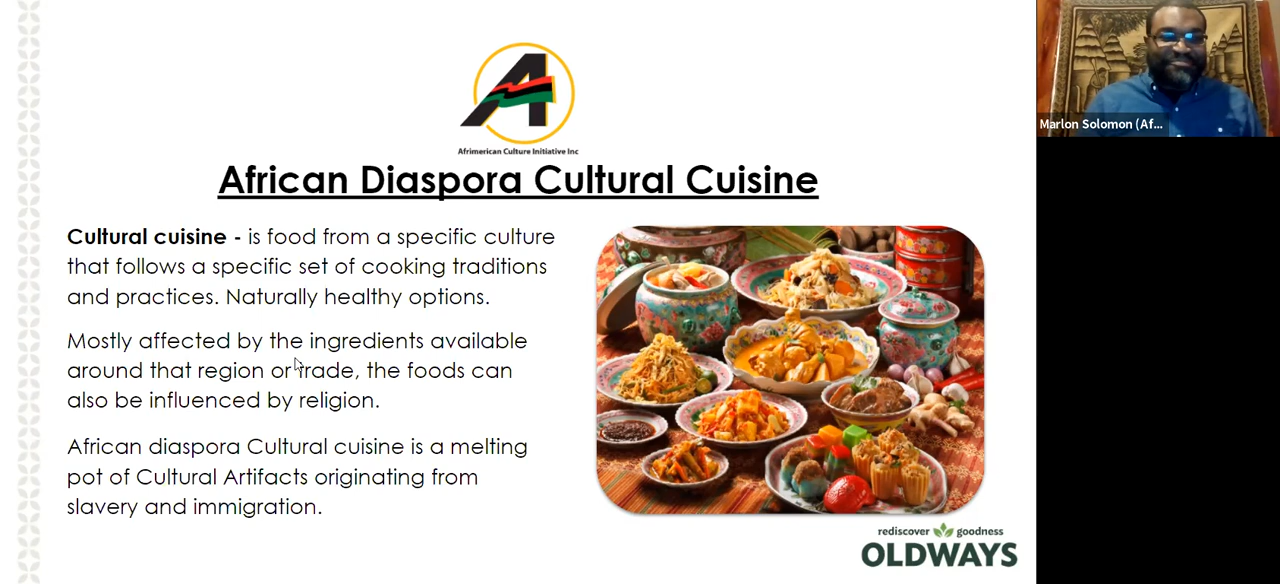 Afrimerican Culture Initiative Inc
African Diaspora Cultural Cuisine
Cultural cuisine - is food from a specific culture
that follows a specific set of cooking traditions
and practices. Naturally healthy options.
Mostly affected by the ingredients available
around that region or trade, the foods can
also be influenced by religion.
African diaspora Cultural cuisine is a melting
pot of Cultural Artifacts originating from
slavery and immigration.
rediscover goodness
OLDWAYS
Marlon Solomon (Af...